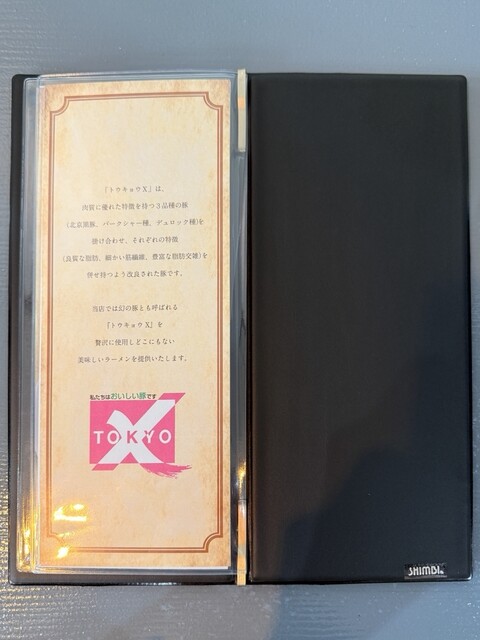 『トウキョウX』は、
肉質に優れた特徴を持つ3品種の豚
(北京黒豚、バークシャー種、デュロック種)を
掛け合わせ、それぞれの特徴
(良質な脂肪、細かい筋繊維、豊富な脂肪交雑)を
併せ持つよう改良された豚です。
当店では幻の豚とも呼ばれる
『トウキョウX』を
贅沢に使用しどこにもない
美味しいラーメンを提供いたします。
私たちはおいしい豚です
TOKYO
X
SHIMBI